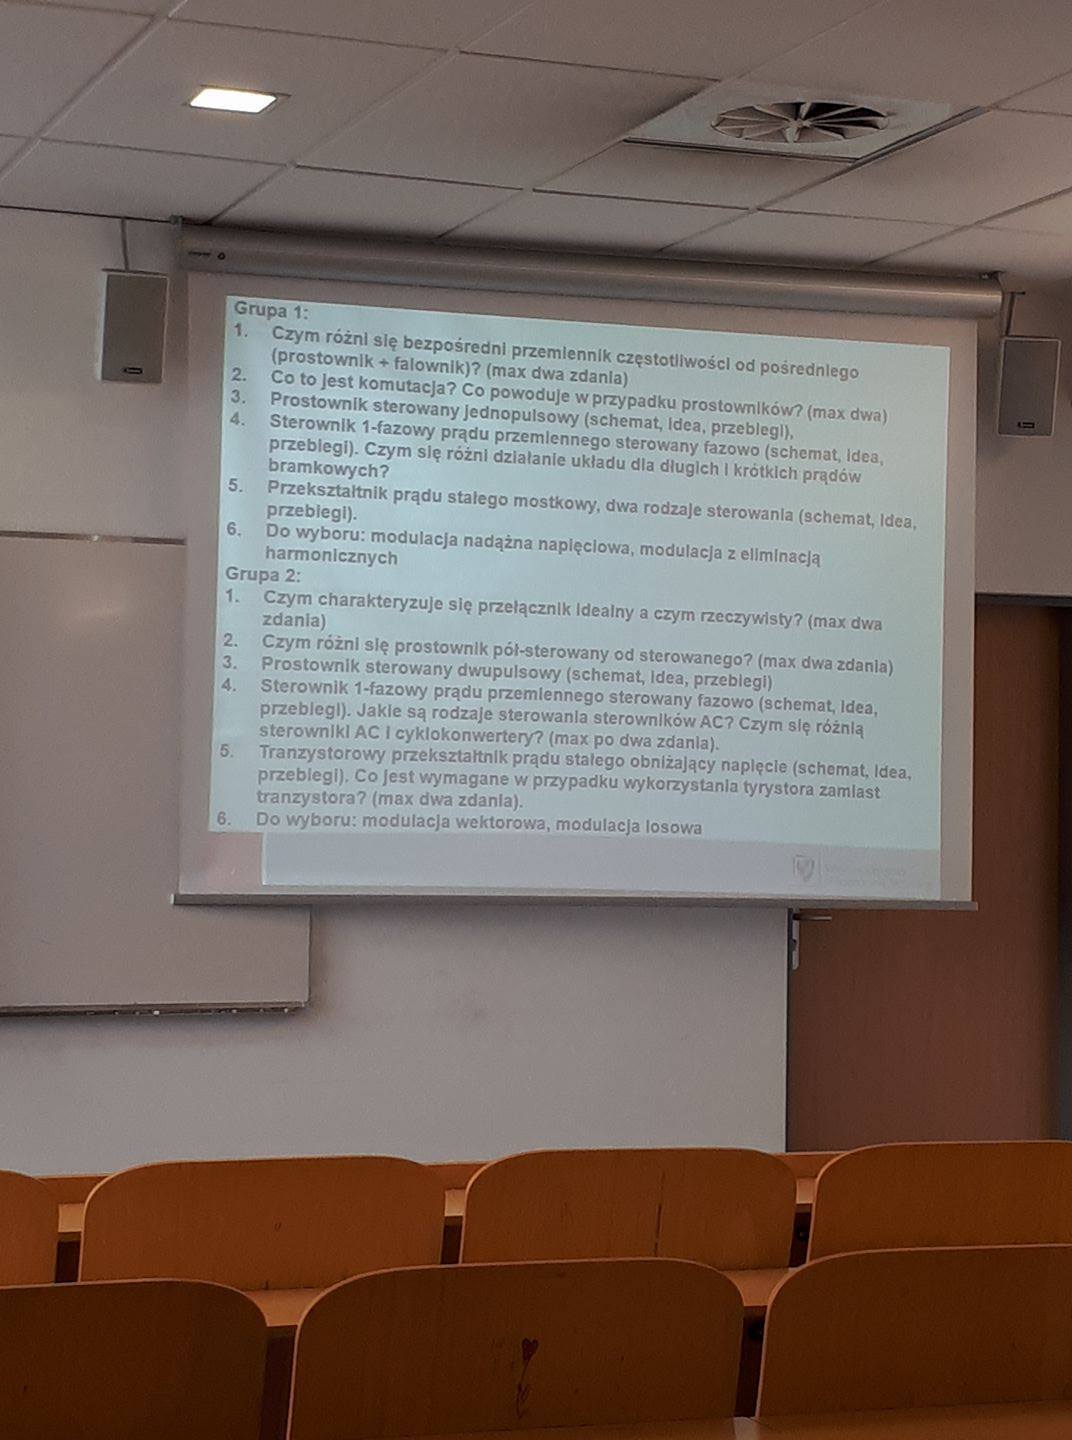 Grupa 1:
1. Czym różni się bezpośredni przemiennik częstotliwości od pośredniego
(prostownik + falownik)? (max dwa zdania)
2. Co to jest komutacja? Co powoduje w przypadku prostowników? (max dwa)
3. Prostownik sterowany jednopulsowy (schemat, idea, przebiegi),
4. Sterownik 1-fazowy prądu przemiennego sterowany fazowo (schemat, idea,
przebiegi). Czym się różni działanie układu dla długich i krótkich prądów
bramkowych?
5. Przekształtnik prądu stałego mostkowy, dwa rodzaje sterowania (schemat, idea,
przebiegi).
6. Do wyboru: modulacja nadążna napięciowa, modulacja z eliminacją
harmonicznych
Grupa 2:
1. Czym charakteryzuje się przełącznik idealny a czym rzeczywisty? (max dwa
zdania)
2. Czym różni się prostownik pół-sterowany od sterowanego? (max dwa zdania)
3. Prostownik sterowany dwupulsowy (schemat, idea, przebiegi)
4. Sterownik 1-fazowy prądu przemiennego sterowany fazowo (schemat, idea,
przebiegi). Jakie są rodzaje sterowania sterowników AC? Czym się różnią
sterowniki AC i cyklokonwertery? (max po dwa zdania).
5. Tranzystorowy przekształtnik prądu stałego obniżający napięcie (schemat, idea,
przebiegi). Co jest wymagane w przypadku wykorzystania tyrystora zamiast
tranzystora? (max dwa zdania).
6. Do wyboru: modulacja wektorowa, modulacja losowa